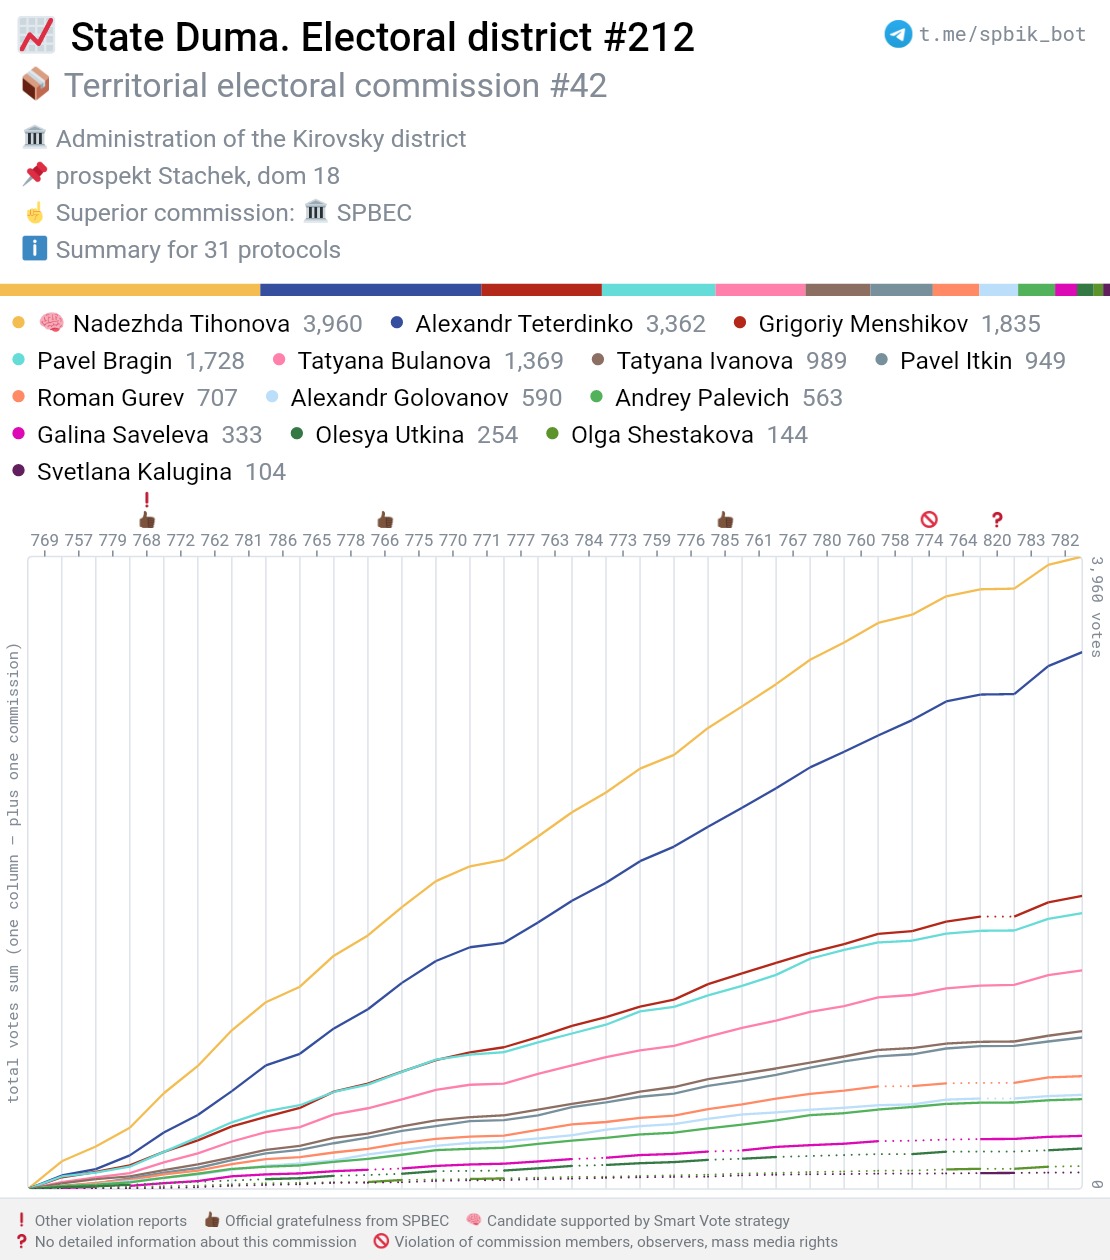 State Duma. Electoral district #212
t.me/spbik_bot
Territorial electoral commission #42
Administration of the Kirovsky district
prospekt Stachek, dom 18
Superior commission: SPBEC
Summary for 31 protocols
Nadezhda Tihonova 3,960 Alexandr Teterdinko 3,362 Grigoriy Menshikov 1,835
Pavel Bragin 1,728 Tatyana Bulanova 1,369 Tatyana Ivanova 989 Pavel Itkin 949
Roman Gurev 707 Alexandr Golovanov 590 Andrey Palevich 563
Galina Saveleva 333 Olesya Utkina 254 Olga Shestakova 144
Svetlana Kalugina 104
769 757 779 768 772 762 781 786 765 778 766 775 770 771 777 763 784 773 759 776 785 761 767 780 760 758 774 764 820 783 782
3,960 votes
total votes sum (one column – plus one commission)
0
Other violation reports Official gratefulness from SPBEC Candidate supported by Smart Vote strategy
No detailed information about this commission Violation of commission members, observers, mass media rights